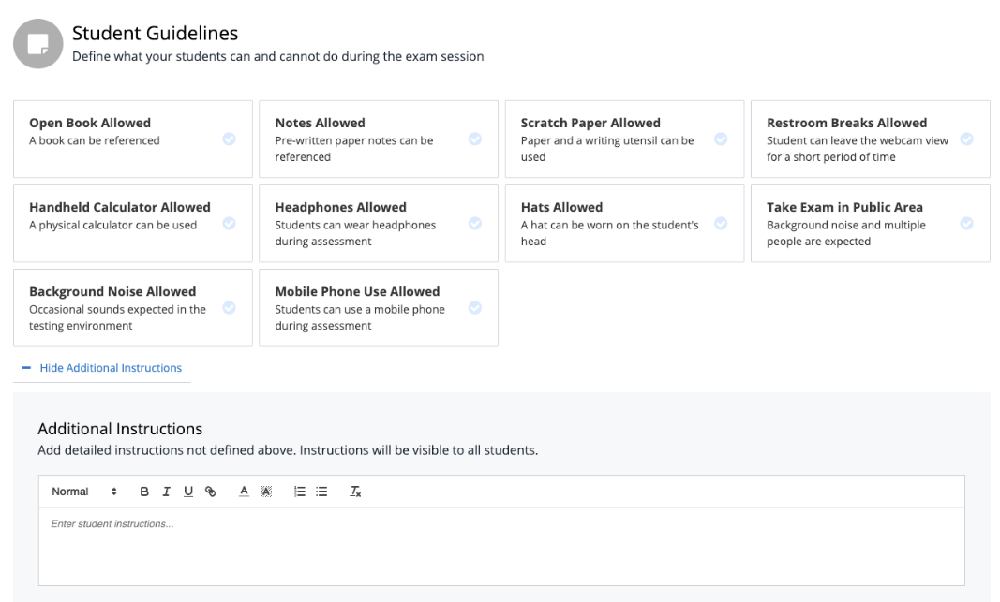 Student Guidelines
Define what your students can and cannot do during the exam session
Open Book Allowed
A book can be referenced
Notes Allowed
Pre-written paper notes can be
referenced
Scratch Paper Allowed
Paper and a writing utensil can be
used
Restroom Breaks Allowed
Student can leave the webcam view
for a short period of time
Handheld Calculator Allowed
A physical calculator can be used
Headphones Allowed
Students can wear headphones
during assessment
Hats Allowed
A hat can be worn on the student's
head
Take Exam in Public Area
Background noise and multiple
people are expected
Background Noise Allowed
Occasional sounds expected in the
testing environment
Mobile Phone Use Allowed
Students can use a mobile phone
during assessment
Hide Additional Instructions
Additional Instructions
Add detailed instructions not defined above. Instructions will be visible to all students.
Normal B I U A A Tx
Enter student instructions...